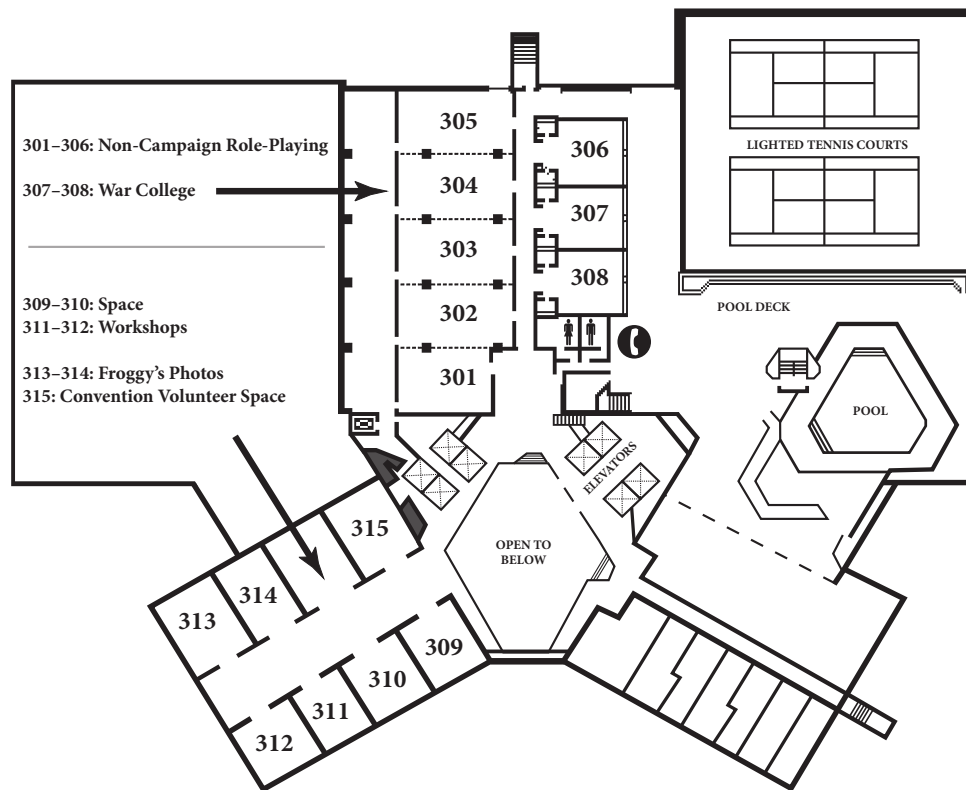 301–306: Non-Campaign Role-Playing
307–308: War College
309–310: Space
311–312: Workshops
313–314: Froggy’s Photos
315: Convention Volunteer Space
305
304
303
302
301
306
307
308
LIGHTED TENNIS COURTS
POOL DECK
POOL
ELEVATORS
OPEN TO
BELOW
315
314
313
309
310
311
312